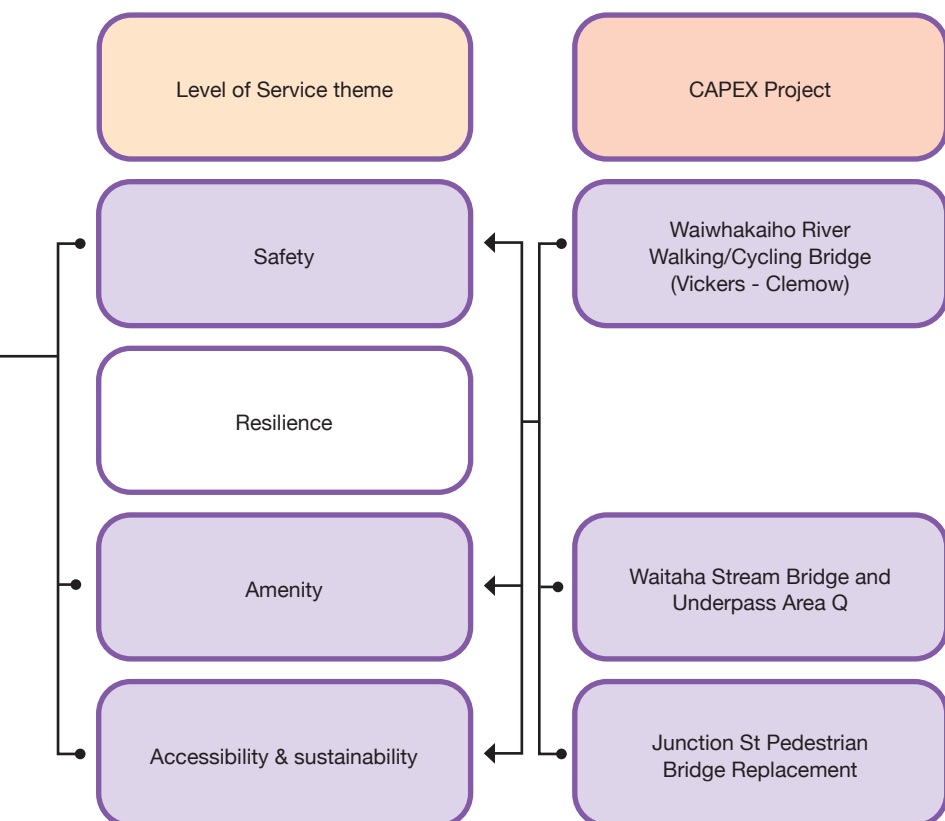 Level of Service theme
CAPEX Project
Safety
Waiwhakaiho River
Walking/Cycling Bridge
(Vickers - Clemow)
Resilience
Amenity
Waitaha Stream Bridge and
Underpass Area Q
Accessibility & sustainability
Junction St Pedestrian
Bridge Replacement